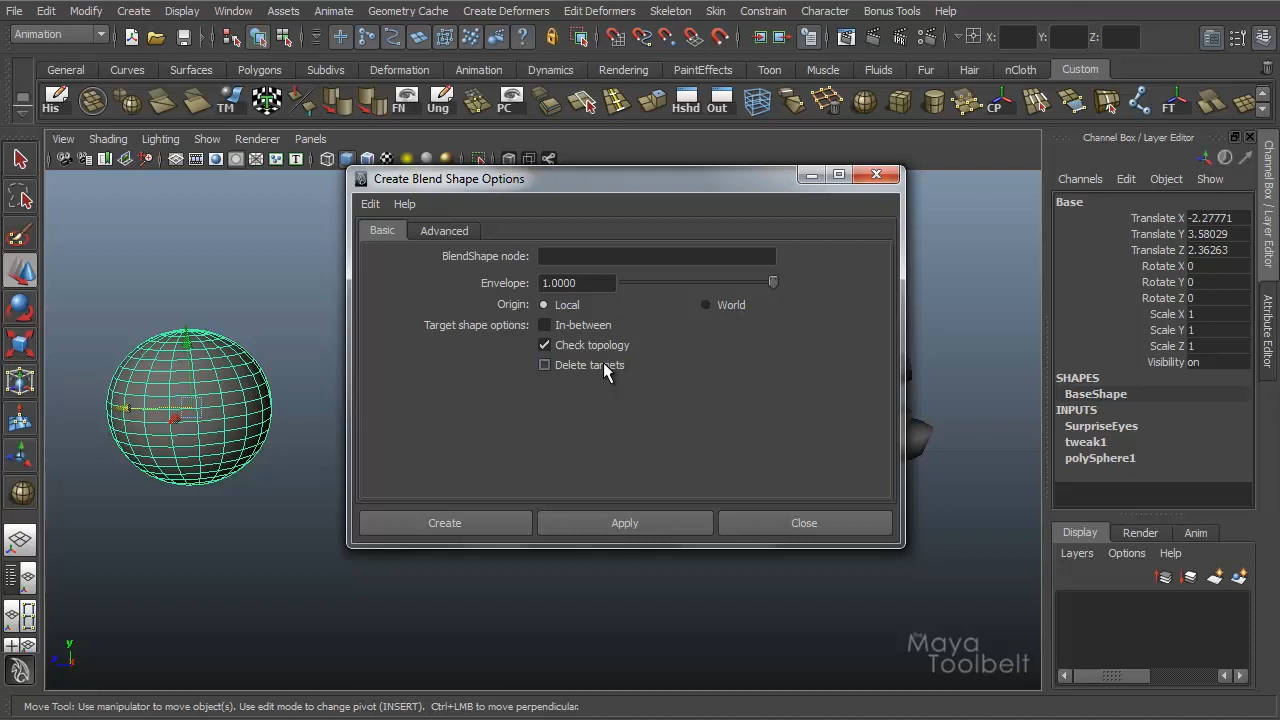 File Edit Modify Create Display Window Assets Animate Geometry Cache Create Deformers Edit Deformers Skeleton Skin Constrain Character Bonus Tools Help
Animation X: Y: Z:
General Curves Surfaces Polygons Subdivs Deformation Animation Dynamics Rendering PaintEffects Toon Muscle Fluids Fur Hair nCloth Custom
His TM FN Ung PC Hshd Out CP FT
View Shading Lighting Show Renderer Panels
Create Blend Shape Options
Edit Help
Basic Advanced
BlendShape node:
Envelope: 1.0000
Origin: Local World
Target shape options: In-between
Check topology
Delete targets
Create Apply Close
Channel Box / Layer Editor
Channels Edit Object Show
Base
Translate X -2.27771
Translate Y 3.58029
Translate Z 2.36263
Rotate X 0
Rotate Y 0
Rotate Z 0
Scale X 1
Scale Y 1
Scale Z 1
Visibility on
SHAPES
BaseShape
INPUTS
SurpriseEyes
tweak1
polySphere1
Display Render Anim
Layers Options Help
Channel Box / Layer Editor
Attribute Editor
y
z x
the Maya
Toolbelt
Move Tool: Use manipulator to move object(s). Use edit mode to change pivot (INSERT). Ctrl+LMB to move perpendicular.